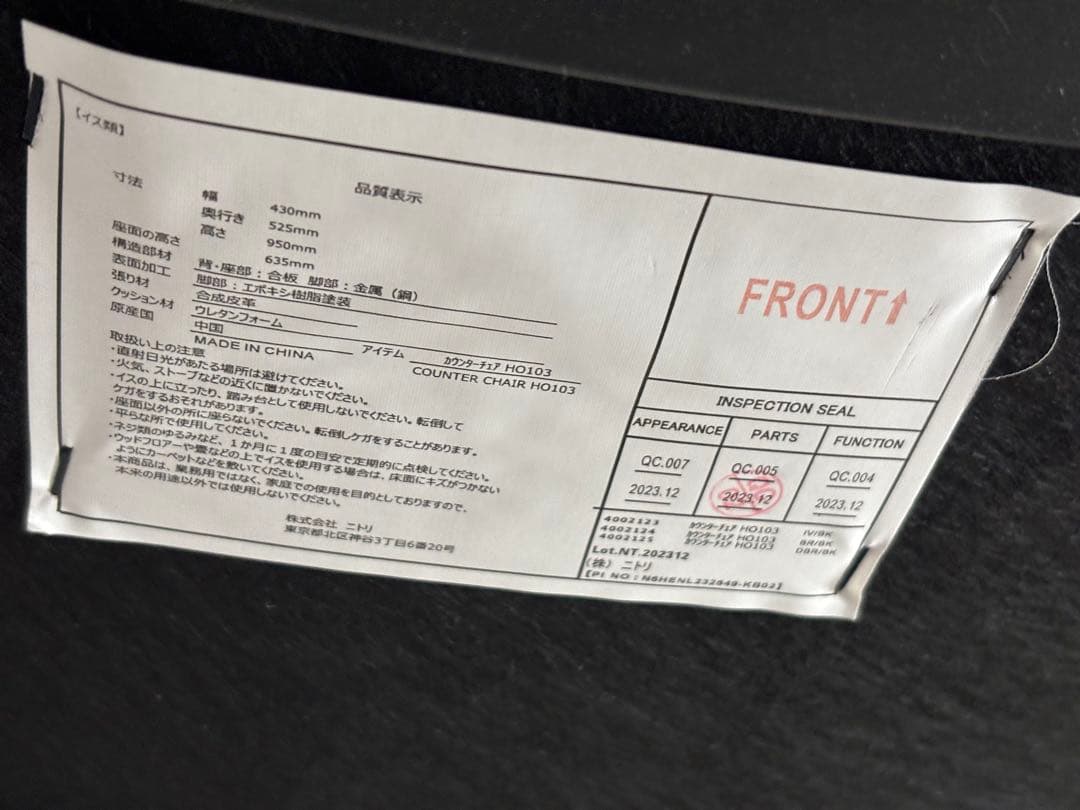 【イス類】
品質表示
寸法
幅 430mm
奥行き 525mm
高さ 950mm
座面の高さ 635mm
構造部材 背・座部：合板 脚部：金属（鋼）
表面加工 脚部：エポキシ樹脂塗装
張り材 合成皮革
クッション材 ウレタンフォーム
原産国 中国
MADE IN CHINA
アイテム カウンターチェア HO103
COUNTER CHAIR HO103
取扱い上の注意
・直射日光があたる場所は避けてください。
・火気、ストーブなどの近くに置かないでください。
・イスの上に立ったり、踏み台として使用しないでください。転倒して
ケガをするおそれがあります。
・座面以外の所に座らないでください。転倒しケガをすることがあります。
・平らな所で使用してください。
・ネジ類のゆるみなど、1か月に1度の目安で定期的に点検してください。
・ウッドフロアーや畳などの上でイスを使用する場合は、床面にキズがつかない
ようにカーペットなどを敷いてください。
・本商品は、業務用ではなく、家庭での使用を目的としておりますので、
本来の用途以外では使用しないでください。
株式会社 ニトリ
東京都北区神谷3丁目6番20号
FRONT↑
INSPECTION SEAL
APPEARANCE PARTS FUNCTION
QC.007 QC.005 QC.004
2023.12 2023.12 2023.12
4002123 カウンターチェア HO103 IV/BK
4002124 カウンターチェア HO103 BR/BK
4002125 カウンターチェア HO103 DBR/BK
Lot.NT.202312
（株） ニトリ
【PI NO：N6HENL232649-KB02】